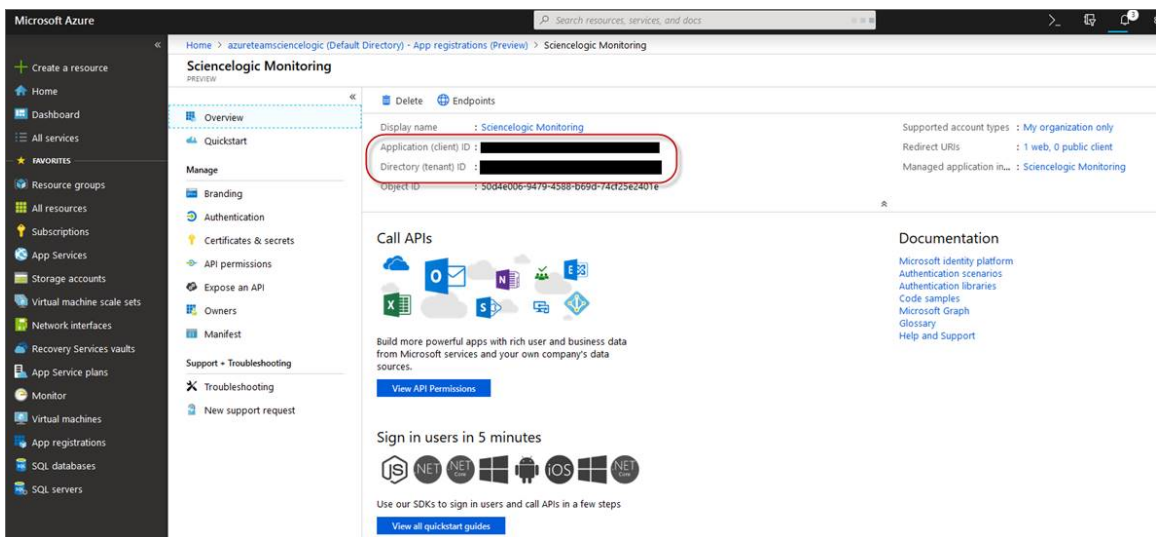 Microsoft Azure
Search resources, services, and docs
3
Home > azureteamsciencelogic (Default Directory) - App registrations (Preview) > Sciencelogic Monitoring
Create a resource
Home
Dashboard
All services
FAVORITES
Resource groups
All resources
Subscriptions
App Services
Storage accounts
Virtual machine scale sets
Network interfaces
Recovery Services vaults
App Service plans
Monitor
Virtual machines
App registrations
SQL databases
SQL servers
Sciencelogic Monitoring
PREVIEW
Overview
Quickstart
Manage
Branding
Authentication
Certificates & secrets
API permissions
Expose an API
Owners
Manifest
Support + Troubleshooting
Troubleshooting
New support request
Delete Endpoints
Display name : Sciencelogic Monitoring
Application (client) ID :
Directory (tenant) ID :
Object ID : 50d4e006-9479-4588-b69d-74cf25e2401e
Supported account types : My organization only
Redirect URIs : 1 web, 0 public client
Managed application in... : Sciencelogic Monitoring
Call APIs
Build more powerful apps with rich user and business data
from Microsoft services and your own company's data
sources.
View API Permissions
Sign in users in 5 minutes
JS .NET .NET Core iOS .NET Core
Use our SDKs to sign in users and call APIs in a few steps
View all quickstart guides
Documentation
Microsoft identity platform
Authentication scenarios
Authentication libraries
Code samples
Microsoft Graph
Glossary
Help and Support